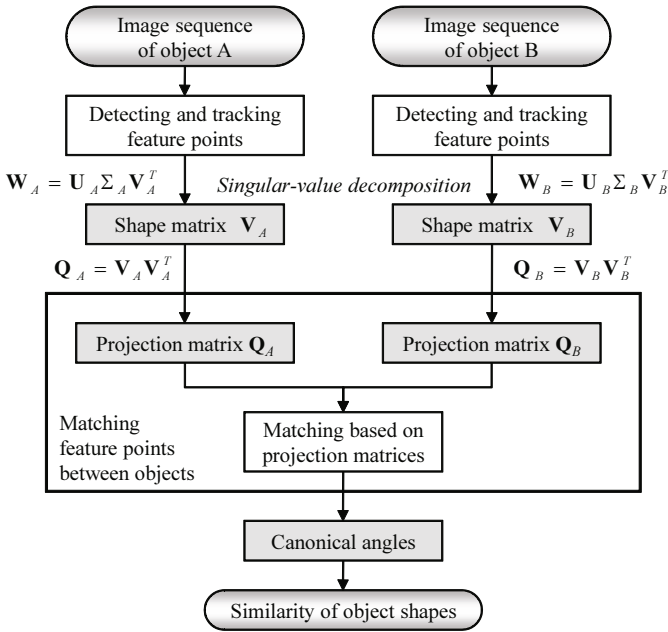 Image sequence
of object A
Image sequence
of object B
Detecting and tracking
feature points
Detecting and tracking
feature points
W_A = U_A Σ_A V_A^T
Singular-value decomposition
W_B = U_B Σ_B V_B^T
Shape matrix V_A
Shape matrix V_B
Q_A = V_A V_A^T
Q_B = V_B V_B^T
Projection matrix Q_A
Projection matrix Q_B
Matching
feature points
between objects
Matching based on
projection matrices
Canonical angles
Similarity of object shapes